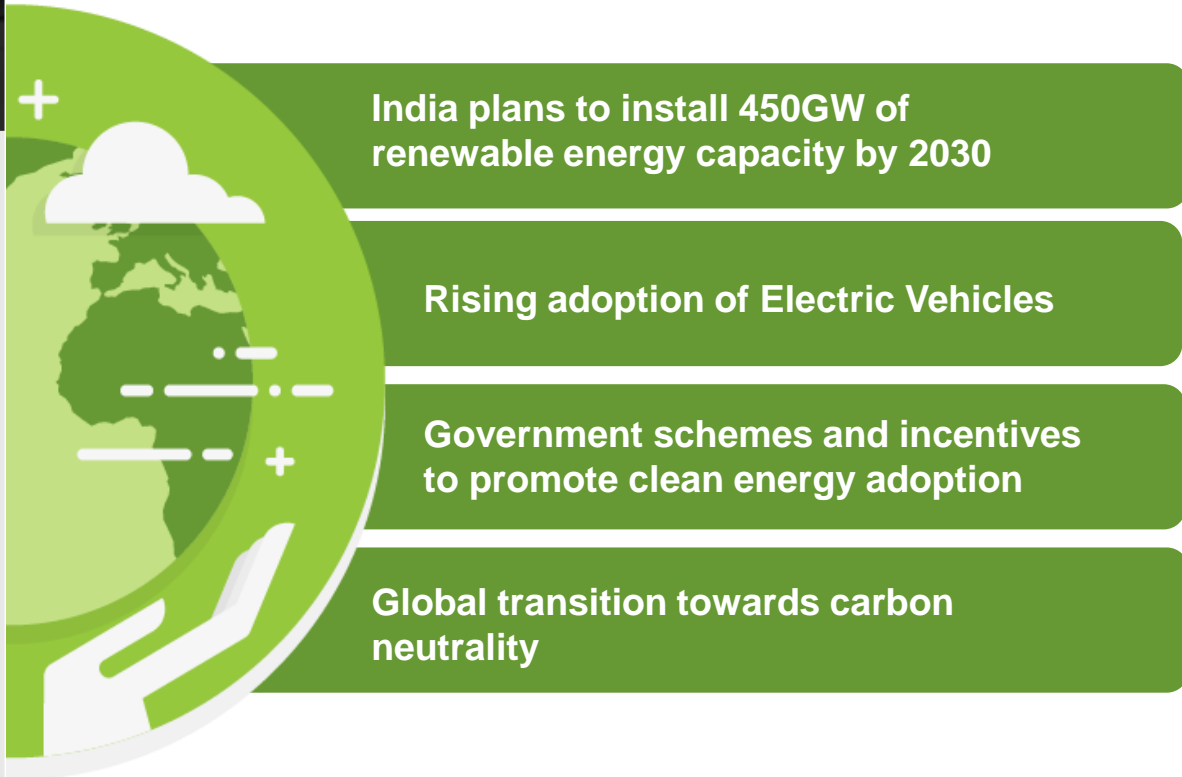 India plans to install 450GW of
renewable energy capacity by 2030
Rising adoption of Electric Vehicles
Government schemes and incentives
to promote clean energy adoption
Global transition towards carbon
neutrality